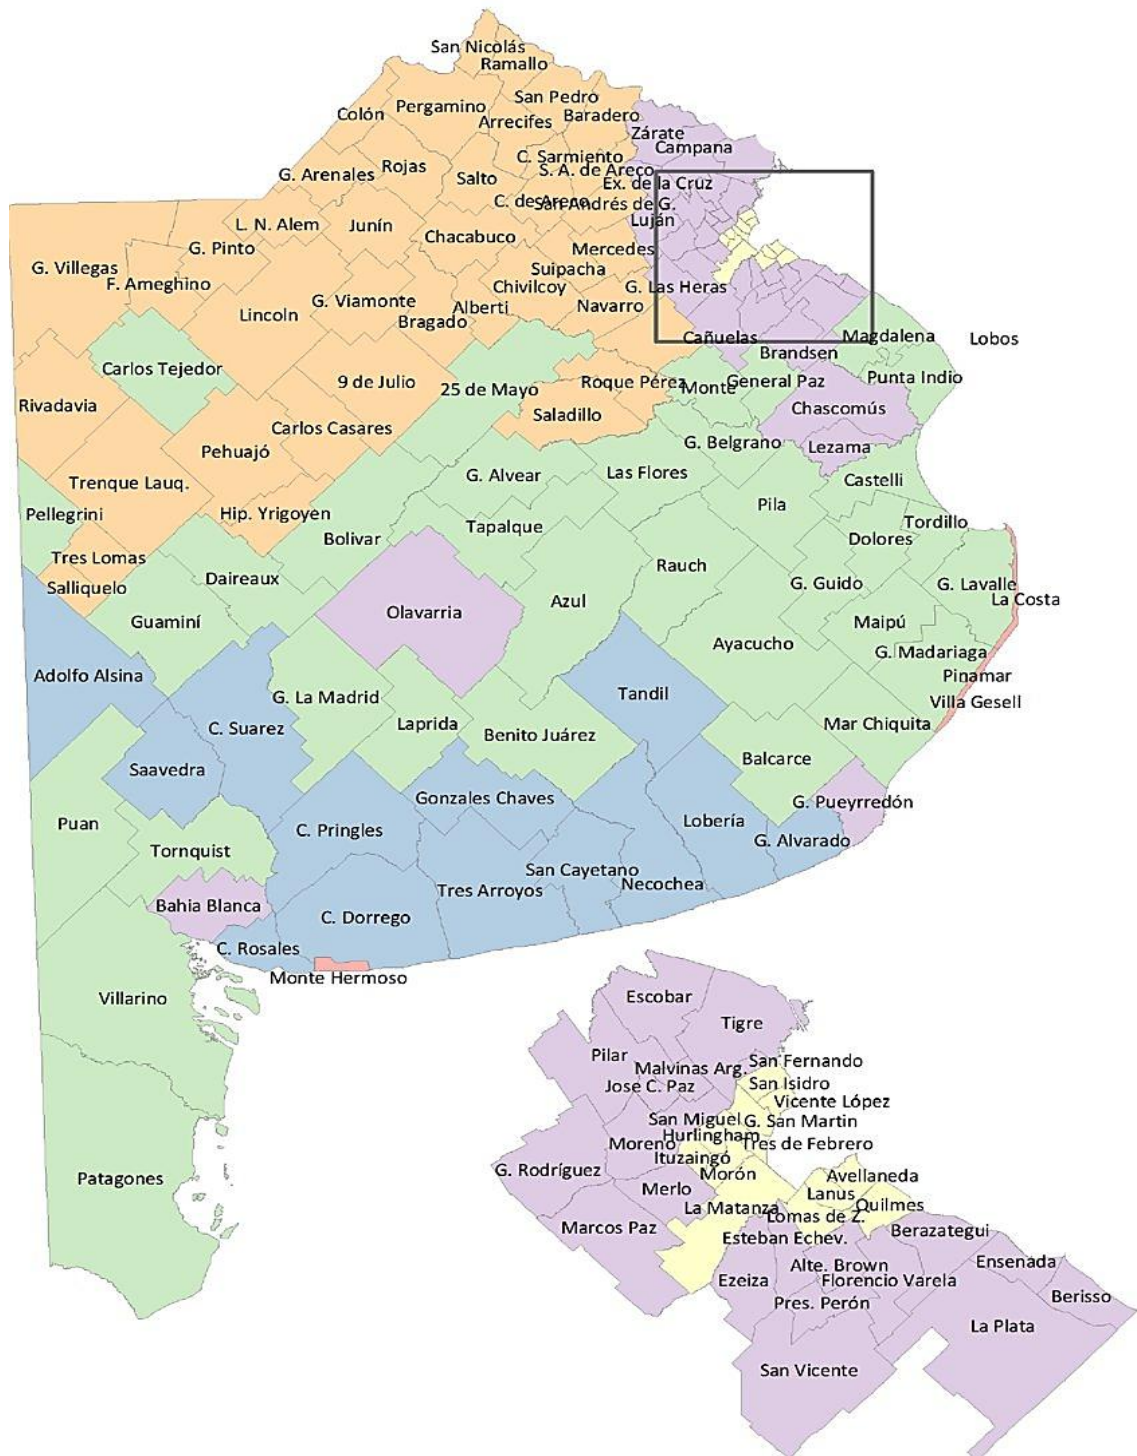 San Nicolás
Ramallo
Pergamino
San Pedro
Colón
Arrecifes
Baradero
Zárate
Campana
C. Sarmiento
Rojas
S. A. de Areco
G. Arenales
Salto
Ex. de la Cruz
C. de Areco
San Andrés de G.
L. N. Alem
Junín
Luján
Chacabuco
G. Pinto
Mercedes
G. Villegas
Suipacha
F. Ameghino
Chivilcoy
G. Las Heras
G. Viamonte
Alberti
Navarro
Lincoln
Bragado
Cañuelas
Magdalena
Lobos
Brandsen
Carlos Tejedor
9 de Julio
25 de Mayo
Roque Pérez
Monte
General Paz
Punta Indio
Rivadavia
Saladillo
Chascomús
Carlos Casares
G. Belgrano
Lezama
Pehuajó
Trenque Lauq.
G. Alvear
Las Flores
Castelli
Pellegrini
Hip. Yrigoyen
Pila
Tapalque
Tordillo
Bolivar
Dolores
Tres Lomas
Rauch
Daireaux
G. Guido
G. Lavalle
Salliquelo
Azul
La Costa
Olavarria
Guaminí
Maipú
Ayacucho
G. Madariaga
Adolfo Alsina
Pinamar
Tandil
G. La Madrid
Villa Gesell
C. Suarez
Laprida
Mar Chiquita
Benito Juárez
Balcarce
Saavedra
Gonzales Chaves
G. Pueyrredón
Puan
C. Pringles
Lobería
G. Alvarado
Tornquist
San Cayetano
Necochea
Tres Arroyos
Bahia Blanca
C. Dorrego
C. Rosales
Monte Hermoso
Villarino
Patagones
Escobar
Tigre
Pilar
San Fernando
Malvinas Arg.
San Isidro
Jose C. Paz
Vicente López
San Miguel
G. San Martin
Hurlingham
Moreno
Tres de Febrero
Ituzaingó
G. Rodríguez
Morón
Avellaneda
Merlo
Lanus
Quilmes
La Matanza
Lomas de Z.
Marcos Paz
Berazategui
Esteban Echev.
Ensenada
Alte. Brown
Ezeiza
Florencio Varela
Berisso
Pres. Perón
La Plata
San Vicente